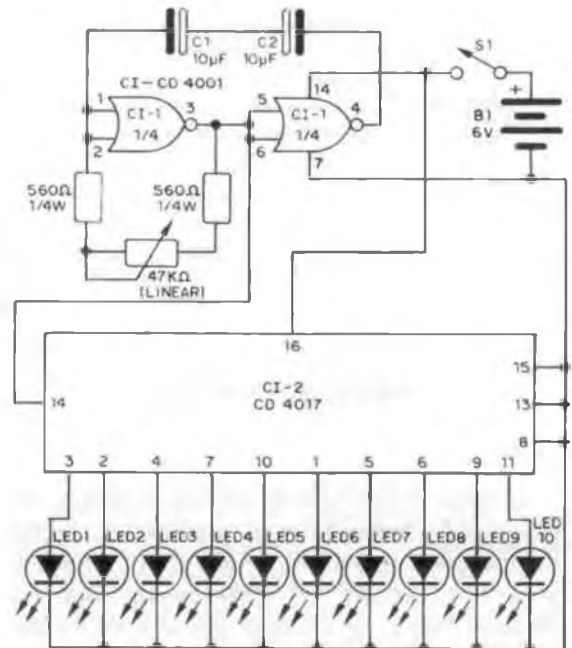 C1
10µF
C2
10µF
S1
CI-CD 4001
1
2
CI-1
1/4
3
5
6
CI-1
1/4
14
4
7
+
B1
6V
560Ω
1/4W
560Ω
1/4W
47KΩ
(LINEAR)
16
14
CI-2
CD 4017
15
13
8
3 2 4 7 10 1 5 6 9 11
LED1 LED2 LED3 LED4 LED5 LED6 LED7 LED8 LED9 LED
10